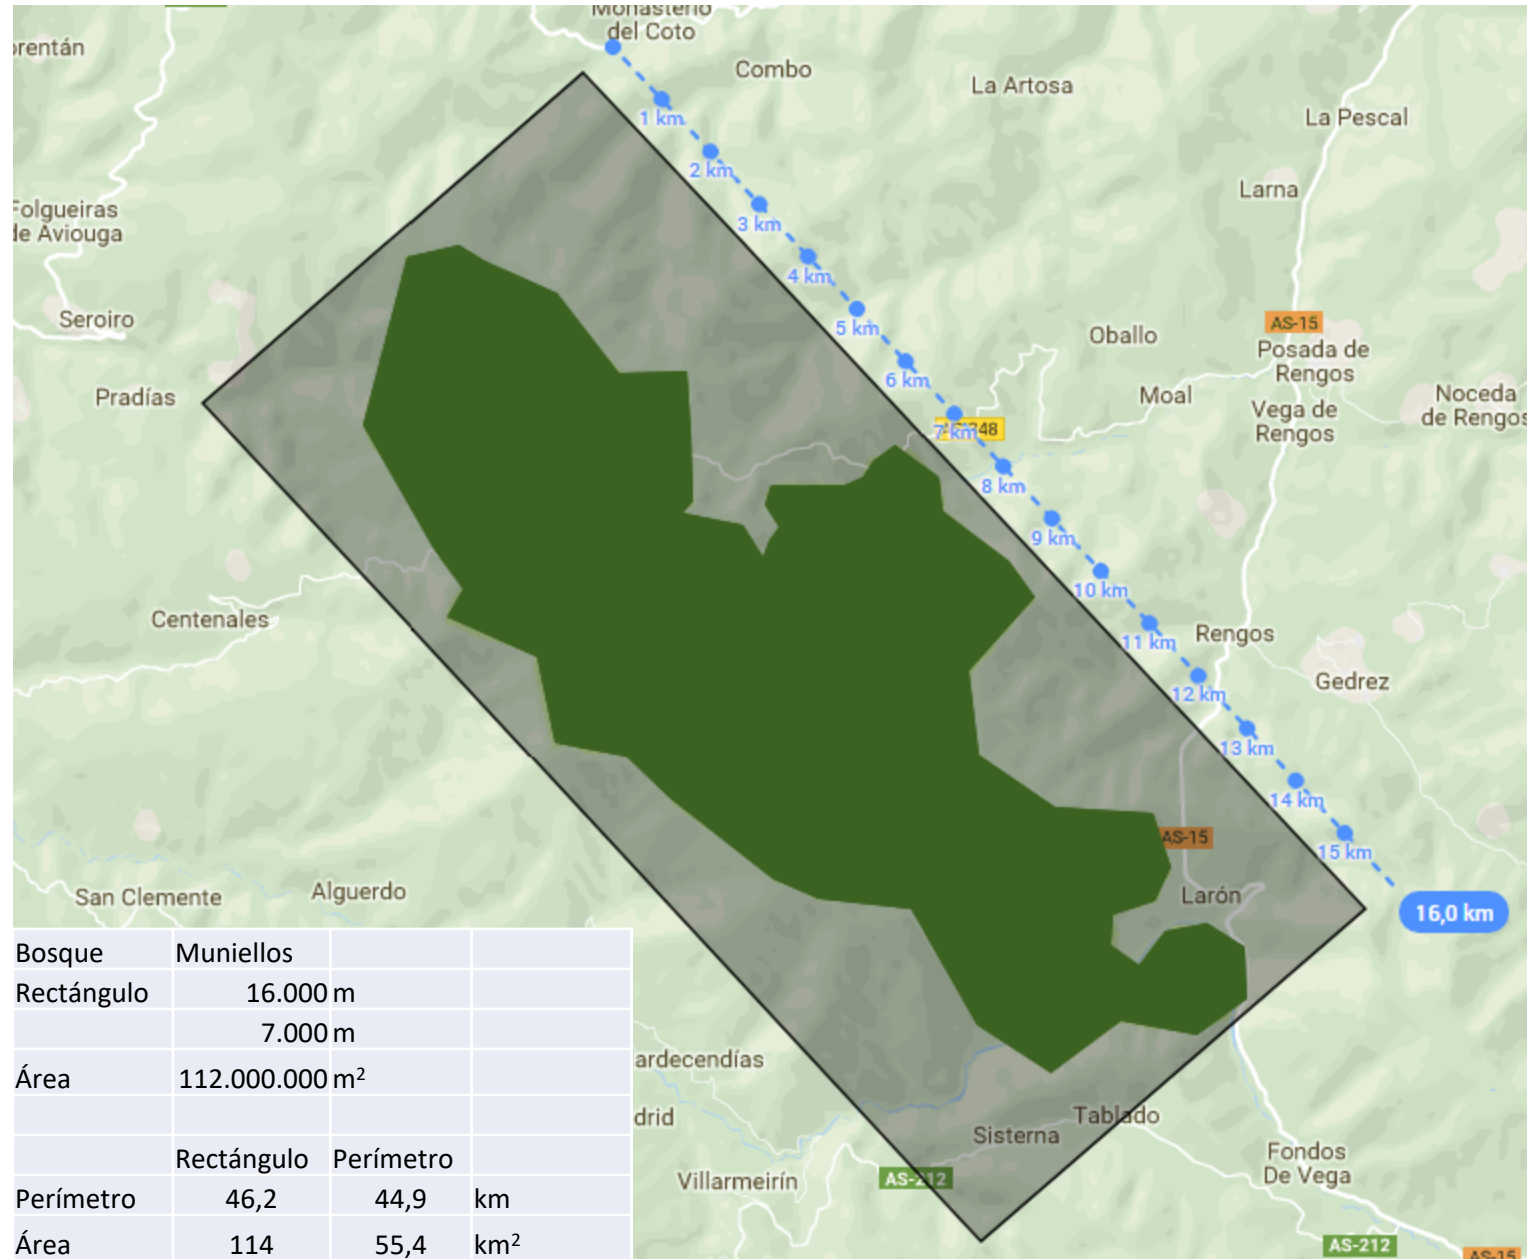 Monasterio
del Coto
Combo
La Artosa
La Pescal
Larna
Folgueiras
de Aviouga
Seroiro
Pradías
Centenales
San Clemente
Alguerdo
1 km
2 km
3 km
4 km
5 km
6 km
7 km
8 km
9 km
10 km
11 km
12 km
13 km
14 km
15 km
16,0 km
Oballo
AS-15
Posada de
Rengos
Moal
Vega de
Rengos
Noceda
de Rengos
Rengos
Gedrez
AS-15
Larón
Tablado
Sisterna
Villarmeirín
AS-212
Fondos
De Vega
AS-212
AS-15
Bosque Muniellos
Rectángulo 16.000 m
7.000 m
Área 112.000.000 m²
Rectángulo Perímetro
Perímetro 46,2 44,9 km
Área 114 55,4 km²